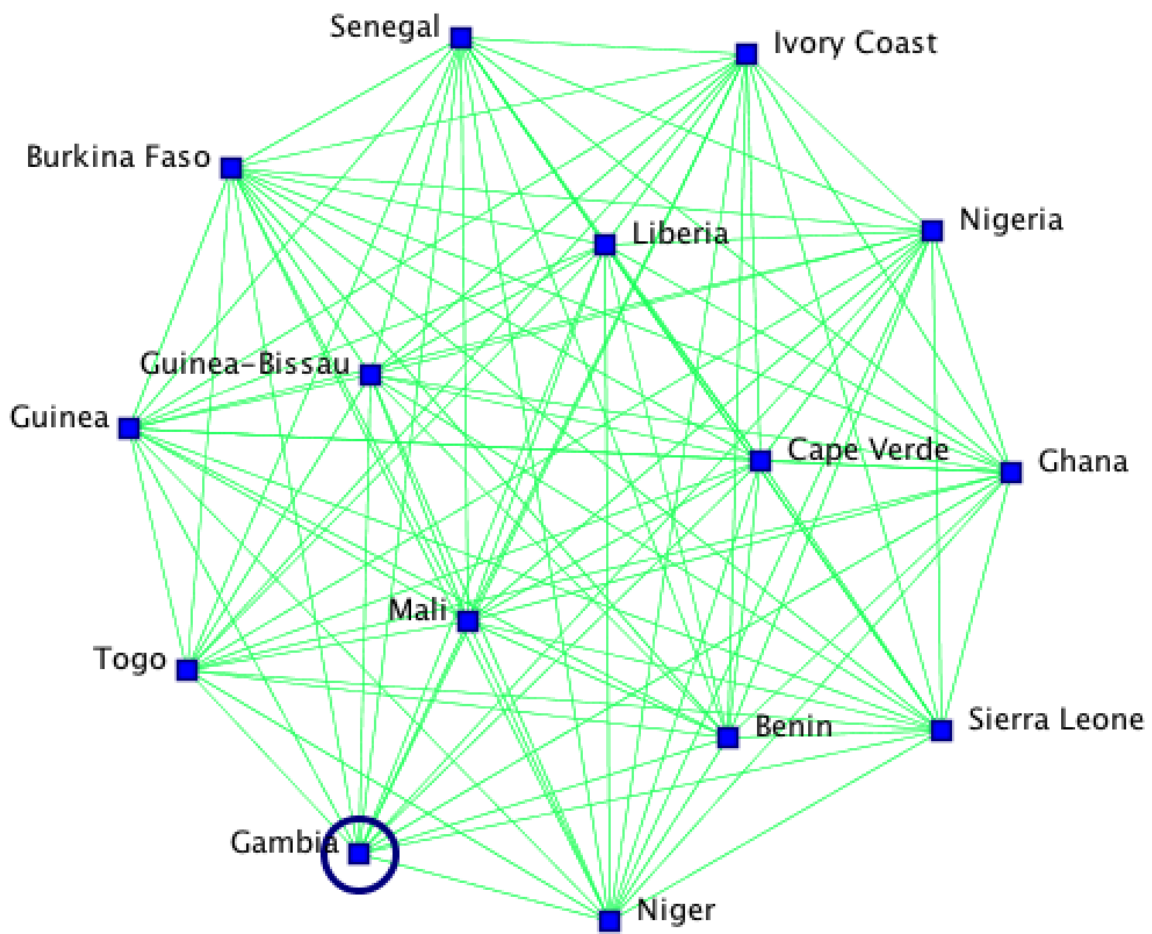 Senegal
Ivory Coast
Burkina Faso
Nigeria
Liberia
Guinea-Bissau
Guinea
Cape Verde
Ghana
Mali
Togo
Benin
Sierra Leone
Gambia
Niger